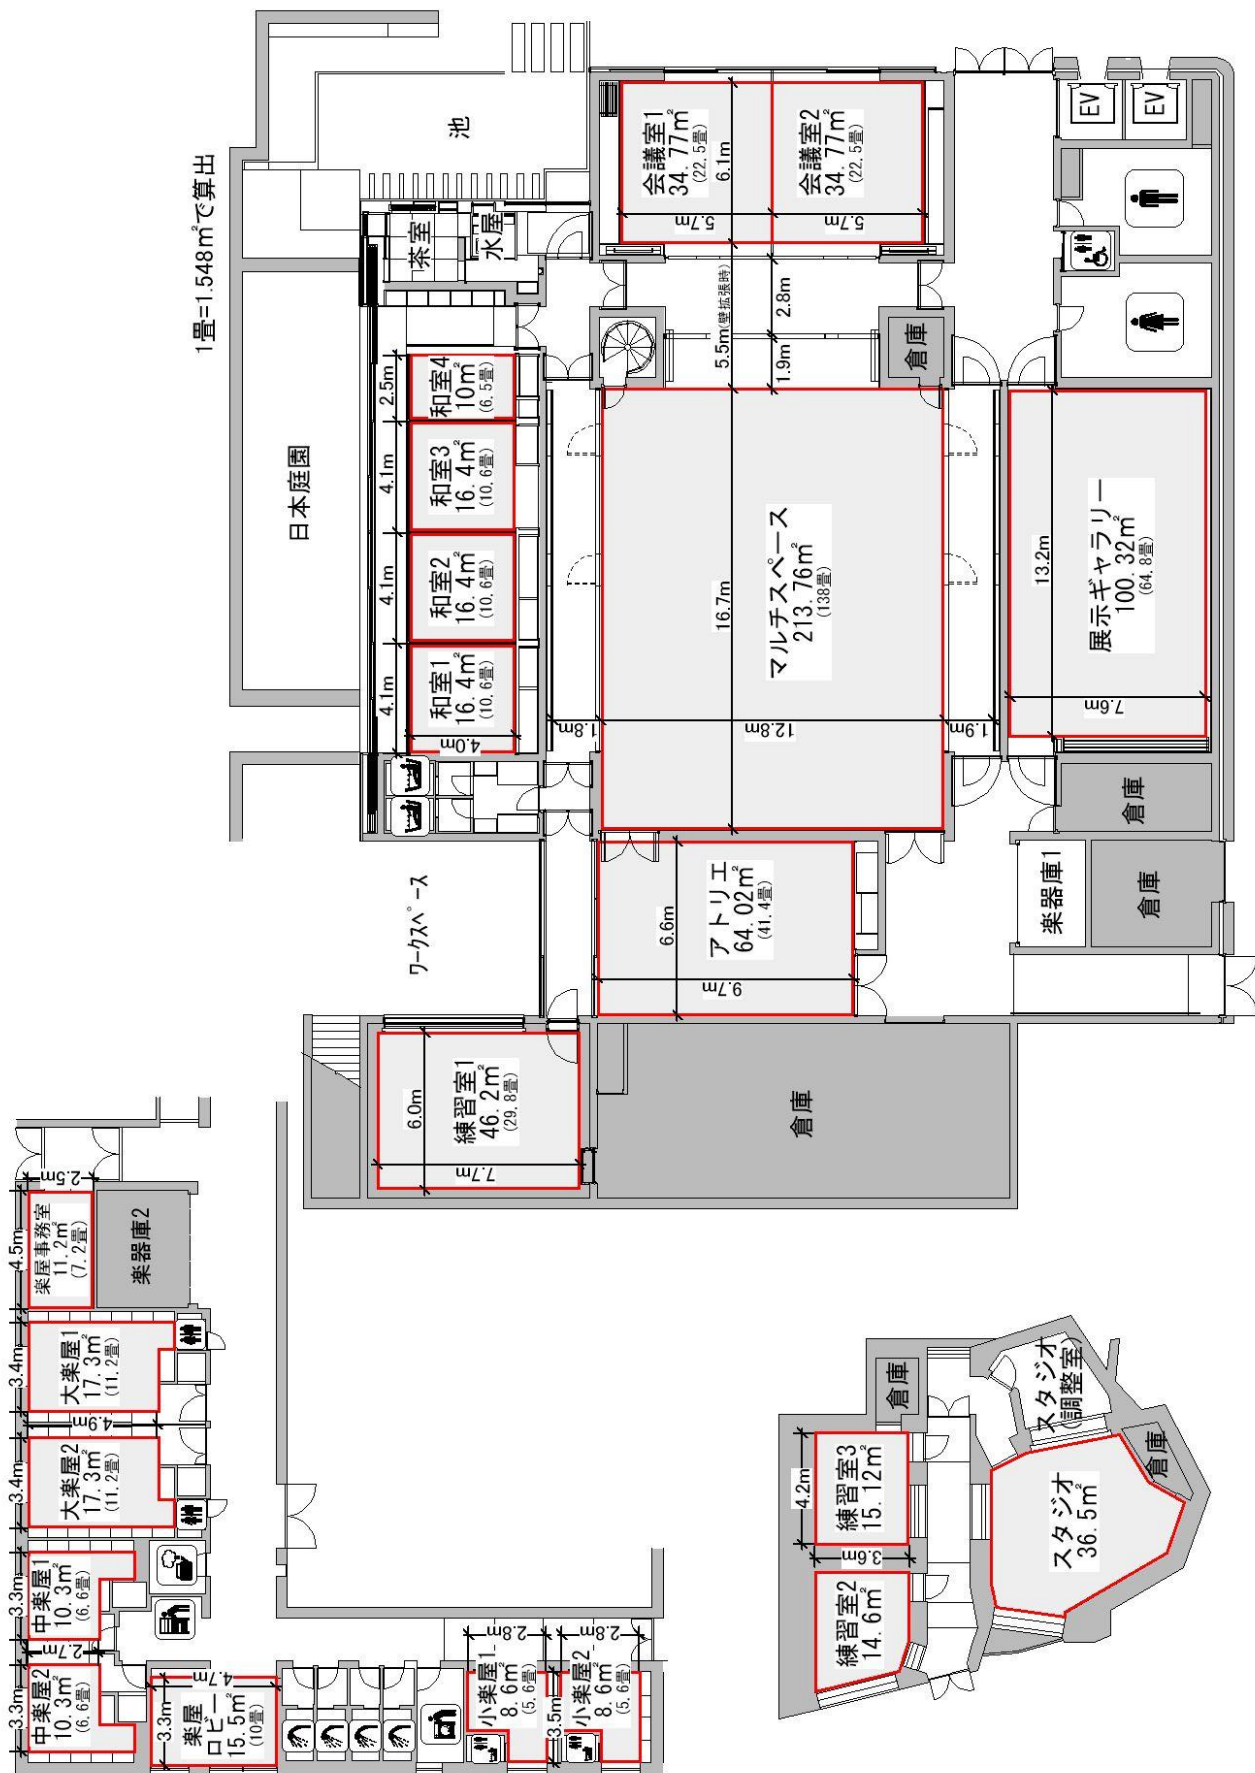 1畳=1.548㎡で算出
日本庭園
池
茶室
水屋
和室1
16.4㎡
(10.6畳)
4.1m
4.0m
和室2
16.4㎡
(10.6畳)
4.1m
和室3
16.4㎡
(10.6畳)
4.1m
和室4
10㎡
(6.5畳)
2.5m
会議室1
34.77㎡
(22.5畳)
6.1m
5.7m
会議室2
34.77㎡
(22.5畳)
5.7m
5.5m(壁拡張時)
2.8m
1.9m
倉庫
EV
EV
ワークスペース
マルチスペース
213.76㎡
(138畳)
16.7m
12.8m
1.8m
1.9m
展示ギャラリー
100.32㎡
(64.8畳)
13.2m
7.6m
アトリエ
64.02㎡
(41.4畳)
6.6m
9.7m
倉庫
楽器庫1
倉庫
練習室1
46.2㎡
(29.8畳)
6.0m
7.7m
倉庫
楽屋事務室
11.2㎡
(7.2畳)
4.5m
2.5m
楽器庫2
大楽屋1
17.3㎡
(11.2畳)
3.4m
4.9m
大楽屋2
17.3㎡
(11.2畳)
3.4m
中楽屋1
10.3㎡
(6.6畳)
3.3m
2.7m
中楽屋2
10.3㎡
(6.6畳)
3.3m
楽屋
ロビー
15.5㎡
(10畳)
3.3m
4.7m
小楽屋1
8.6㎡
(5.6畳)
2.8m
3.5m
小楽屋2
8.6㎡
(5.6畳)
2.8m
練習室3
15.12㎡
4.2m
3.6m
練習室2
14.6㎡
倉庫
スタジオ
(調整室)
スタジオ
36.5㎡
倉庫